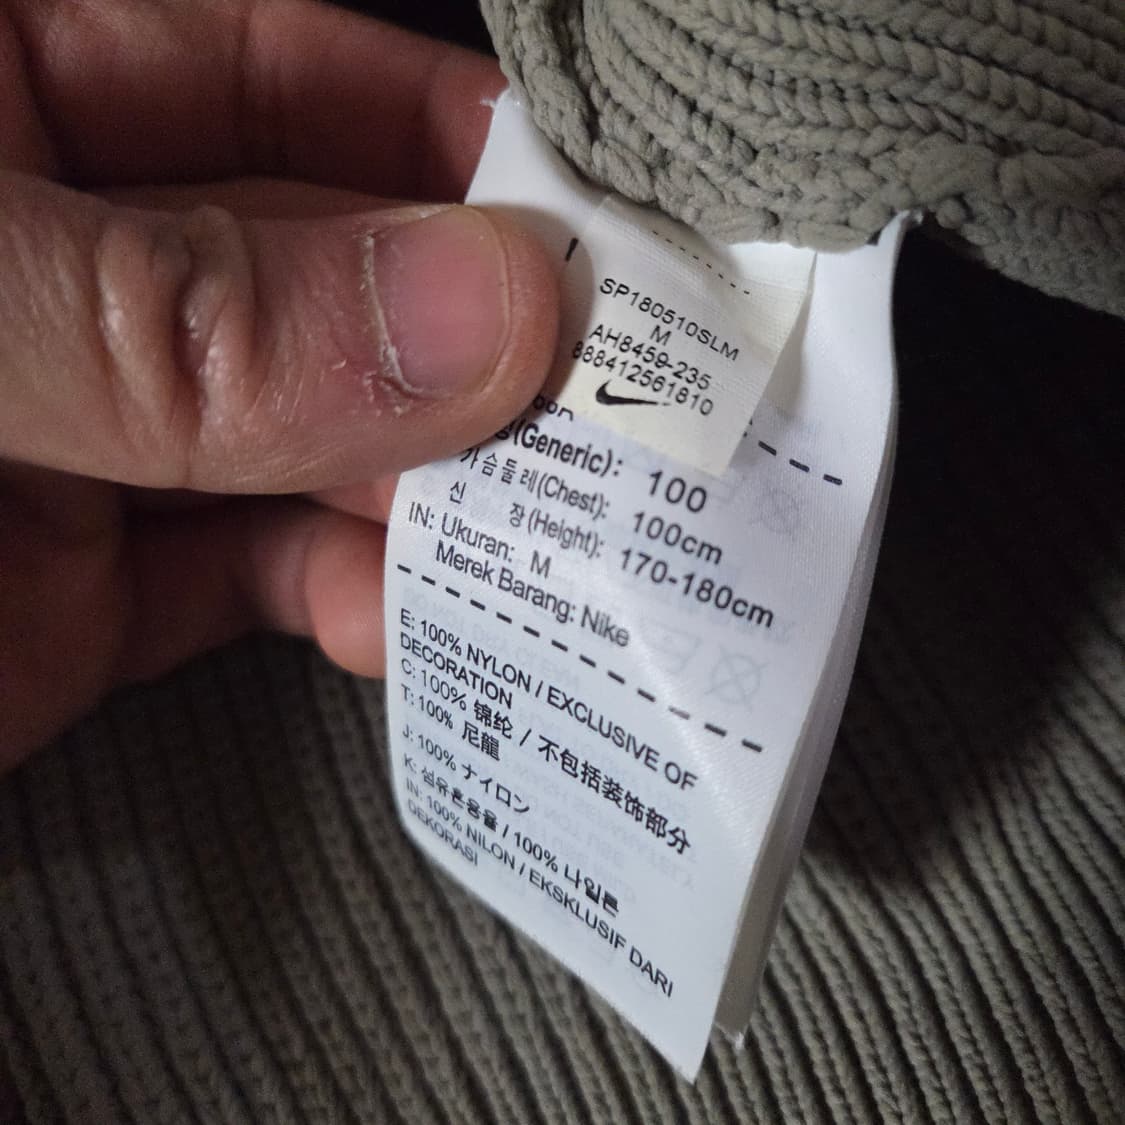 SP180510SLM
M
AH8459-235
888412561810
(Generic): 100
가슴둘레(Chest): 100cm
신 장(Height): 170-180cm
IN: Ukuran: M
Merek Barang: Nike
E: 100% NYLON / EXCLUSIVE OF
DECORATION
C: 100% 锦纶 / 不包括装饰部分
T: 100% 尼龍
J: 100% ナイロン
K: 섬유혼용율 / 100% 나일론
IN: 100% NILON / EKSKLUSIF DARI
DEKORASI